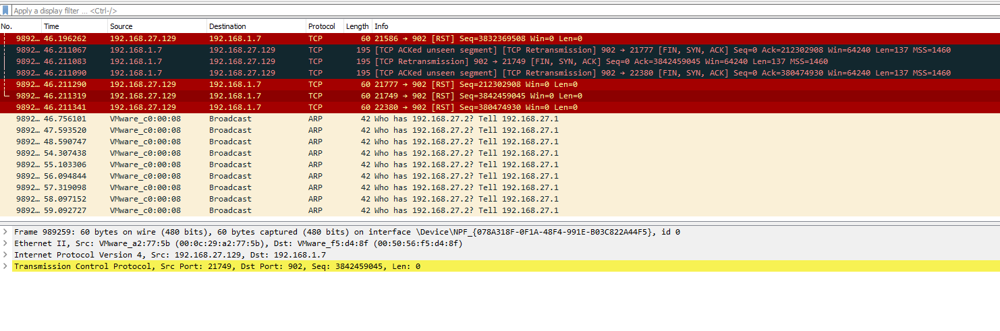 Apply a display filter … <Ctrl-/>
No. Time Source Destination Protocol Length Info
9892… 46.196262 192.168.27.129 192.168.1.7 TCP 60 21586 → 902 [RST] Seq=3832369508 Win=0 Len=0
9892… 46.211067 192.168.1.7 192.168.27.129 TCP 195 [TCP ACKed unseen segment] [TCP Retransmission] 902 → 21777 [FIN, SYN, ACK] Seq=0 Ack=212302908 Win=64240 Len=137 MSS=1460
9892… 46.211083 192.168.1.7 192.168.27.129 TCP 195 [TCP Retransmission] 902 → 21749 [FIN, SYN, ACK] Seq=0 Ack=3842459045 Win=64240 Len=137 MSS=1460
9892… 46.211090 192.168.1.7 192.168.27.129 TCP 195 [TCP ACKed unseen segment] [TCP Retransmission] 902 → 22380 [FIN, SYN, ACK] Seq=0 Ack=380474930 Win=64240 Len=137 MSS=1460
9892… 46.211290 192.168.27.129 192.168.1.7 TCP 60 21777 → 902 [RST] Seq=212302908 Win=0 Len=0
9892… 46.211319 192.168.27.129 192.168.1.7 TCP 60 21749 → 902 [RST] Seq=3842459045 Win=0 Len=0
9892… 46.211341 192.168.27.129 192.168.1.7 TCP 60 22380 → 902 [RST] Seq=380474930 Win=0 Len=0
9892… 46.756101 VMware_c0:00:08 Broadcast ARP 42 Who has 192.168.27.2? Tell 192.168.27.1
9892… 47.593520 VMware_c0:00:08 Broadcast ARP 42 Who has 192.168.27.2? Tell 192.168.27.1
9892… 48.590747 VMware_c0:00:08 Broadcast ARP 42 Who has 192.168.27.2? Tell 192.168.27.1
9892… 54.307438 VMware_c0:00:08 Broadcast ARP 42 Who has 192.168.27.2? Tell 192.168.27.1
9892… 55.103306 VMware_c0:00:08 Broadcast ARP 42 Who has 192.168.27.2? Tell 192.168.27.1
9892… 56.094844 VMware_c0:00:08 Broadcast ARP 42 Who has 192.168.27.2? Tell 192.168.27.1
9892… 57.319098 VMware_c0:00:08 Broadcast ARP 42 Who has 192.168.27.2? Tell 192.168.27.1
9892… 58.097152 VMware_c0:00:08 Broadcast ARP 42 Who has 192.168.27.2? Tell 192.168.27.1
9892… 59.092727 VMware_c0:00:08 Broadcast ARP 42 Who has 192.168.27.2? Tell 192.168.27.1
Frame 989259: 60 bytes on wire (480 bits), 60 bytes captured (480 bits) on interface \Device\NPF_{078A318F-0F1A-48F4-991E-B03C822A44F5}, id 0
Ethernet II, Src: VMware_a2:77:5b (00:0c:29:a2:77:5b), Dst: VMware_f5:d4:8f (00:50:56:f5:d4:8f)
Internet Protocol Version 4, Src: 192.168.27.129, Dst: 192.168.1.7
Transmission Control Protocol, Src Port: 21749, Dst Port: 902, Seq: 3842459045, Len: 0